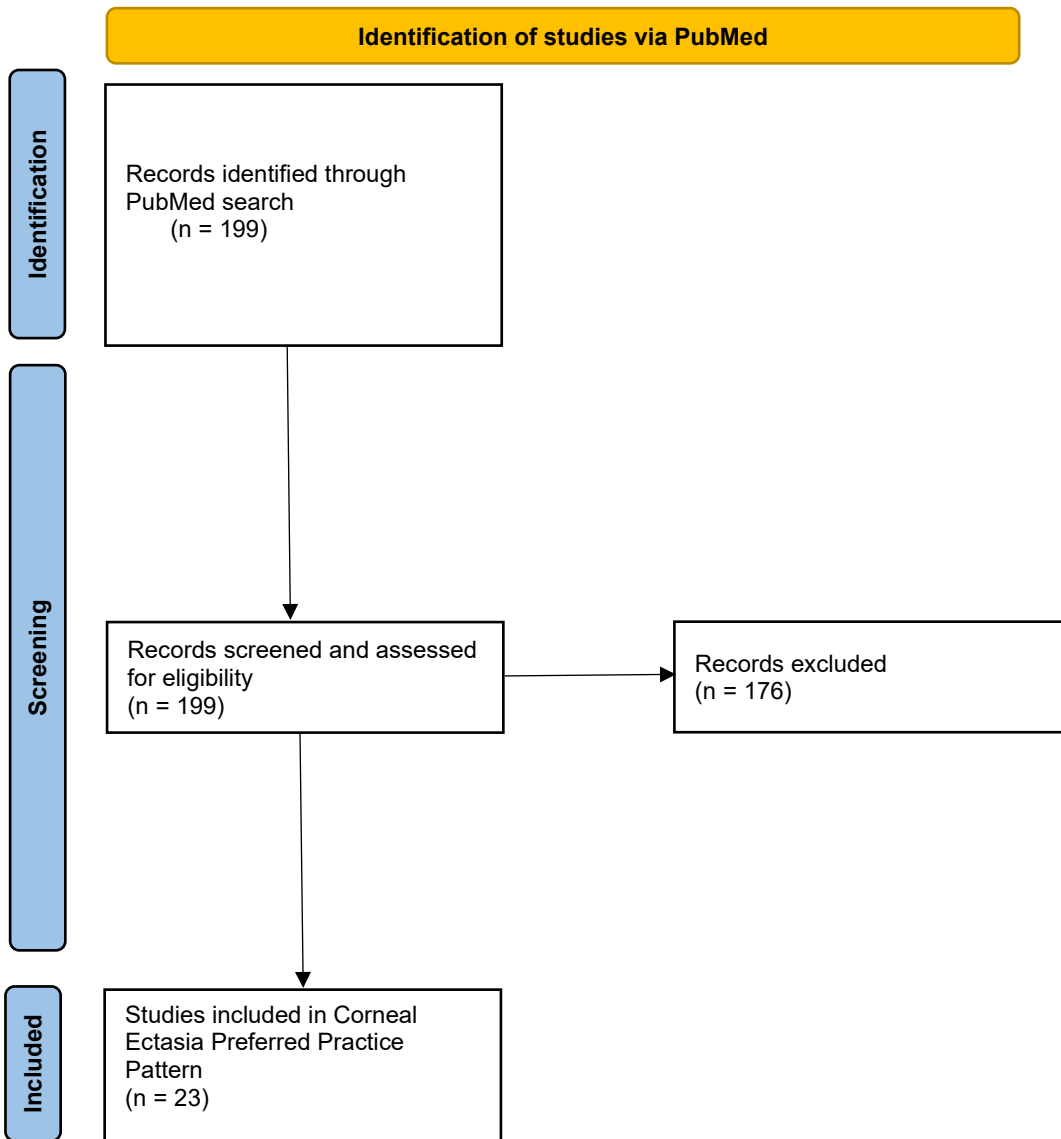 Identification of studies via PubMed
Identification
Records identified through
PubMed search
(n = 199)
Screening
Records screened and assessed
for eligibility
(n = 199)
Records excluded
(n = 176)
Included
Studies included in Corneal
Ectasia Preferred Practice
Pattern
(n = 23)